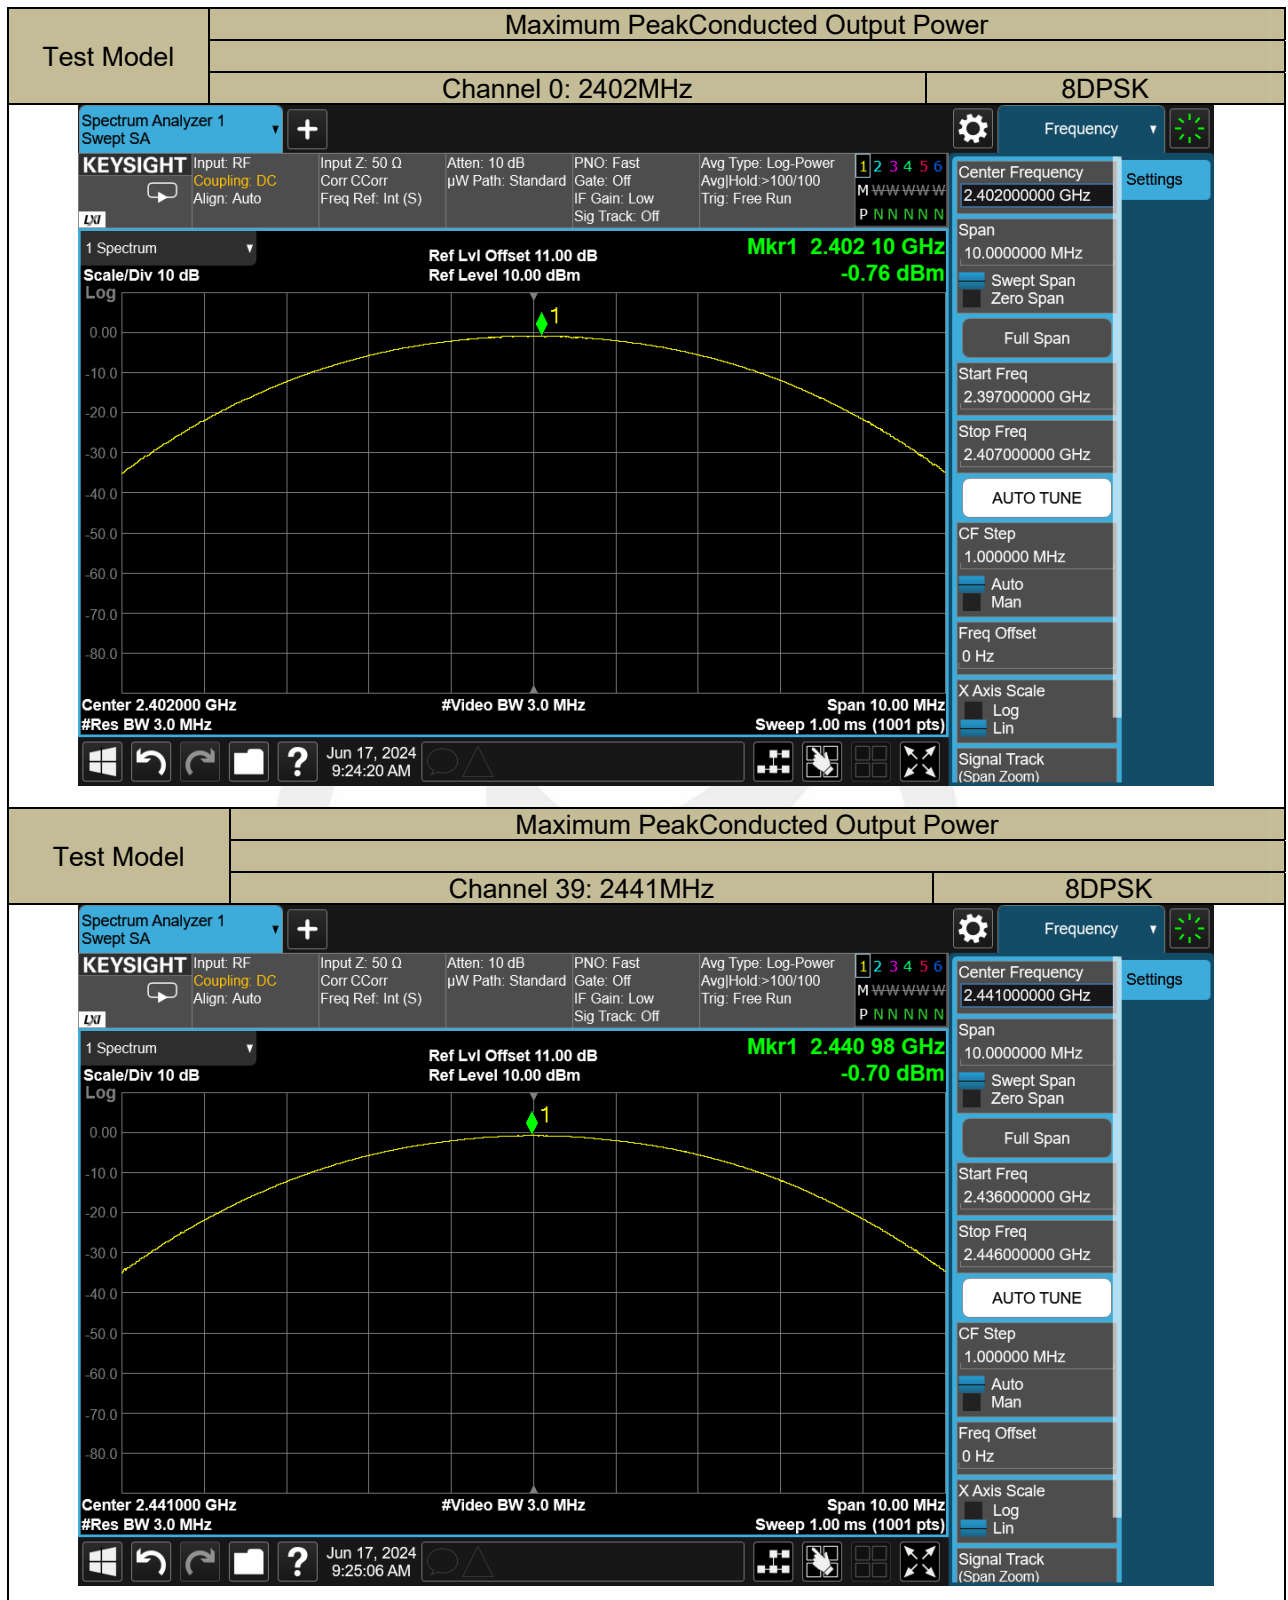 Test Model
Maximum PeakConducted Output Power
Channel 0: 2402MHz 8DPSK
Spectrum Analyzer 1
Swept SA
+
Frequency
KEYSIGHT
LXI
Input: RF
Coupling: DC
Align: Auto
Input Z: 50 Ω
Corr CCorr
Freq Ref: Int (S)
Atten: 10 dB
µW Path: Standard
PNO: Fast
Gate: Off
IF Gain: Low
Sig Track: Off
Avg Type: Log-Power
Avg|Hold:>100/100
Trig: Free Run
1 2 3 4 5 6
M W W W W W
P N N N N N
1 Spectrum
Scale/Div 10 dB
Ref Lvl Offset 11.00 dB
Ref Level 10.00 dBm
Mkr1 2.402 10 GHz
-0.76 dBm
Log
1
0.00
-10.0
-20.0
-30.0
-40.0
-50.0
-60.0
-70.0
-80.0
Center 2.402000 GHz
#Res BW 3.0 MHz
#Video BW 3.0 MHz
Span 10.00 MHz
Sweep 1.00 ms (1001 pts)
?
Jun 17, 2024
9:24:20 AM
Center Frequency
2.402000000 GHz
Settings
Span
10.0000000 MHz
Swept Span
Zero Span
Full Span
Start Freq
2.397000000 GHz
Stop Freq
2.407000000 GHz
AUTO TUNE
CF Step
1.000000 MHz
Auto
Man
Freq Offset
0 Hz
X Axis Scale
Log
Lin
Signal Track
(Span Zoom)
Test Model
Maximum PeakConducted Output Power
Channel 39: 2441MHz 8DPSK
Spectrum Analyzer 1
Swept SA
+
Frequency
KEYSIGHT
LXI
Input: RF
Coupling: DC
Align: Auto
Input Z: 50 Ω
Corr CCorr
Freq Ref: Int (S)
Atten: 10 dB
µW Path: Standard
PNO: Fast
Gate: Off
IF Gain: Low
Sig Track: Off
Avg Type: Log-Power
Avg|Hold:>100/100
Trig: Free Run
1 2 3 4 5 6
M W W W W W
P N N N N N
1 Spectrum
Scale/Div 10 dB
Ref Lvl Offset 11.00 dB
Ref Level 10.00 dBm
Mkr1 2.440 98 GHz
-0.70 dBm
Log
1
0.00
-10.0
-20.0
-30.0
-40.0
-50.0
-60.0
-70.0
-80.0
Center 2.441000 GHz
#Res BW 3.0 MHz
#Video BW 3.0 MHz
Span 10.00 MHz
Sweep 1.00 ms (1001 pts)
?
Jun 17, 2024
9:25:06 AM
Center Frequency
2.441000000 GHz
Settings
Span
10.0000000 MHz
Swept Span
Zero Span
Full Span
Start Freq
2.436000000 GHz
Stop Freq
2.446000000 GHz
AUTO TUNE
CF Step
1.000000 MHz
Auto
Man
Freq Offset
0 Hz
X Axis Scale
Log
Lin
Signal Track
(Span Zoom)